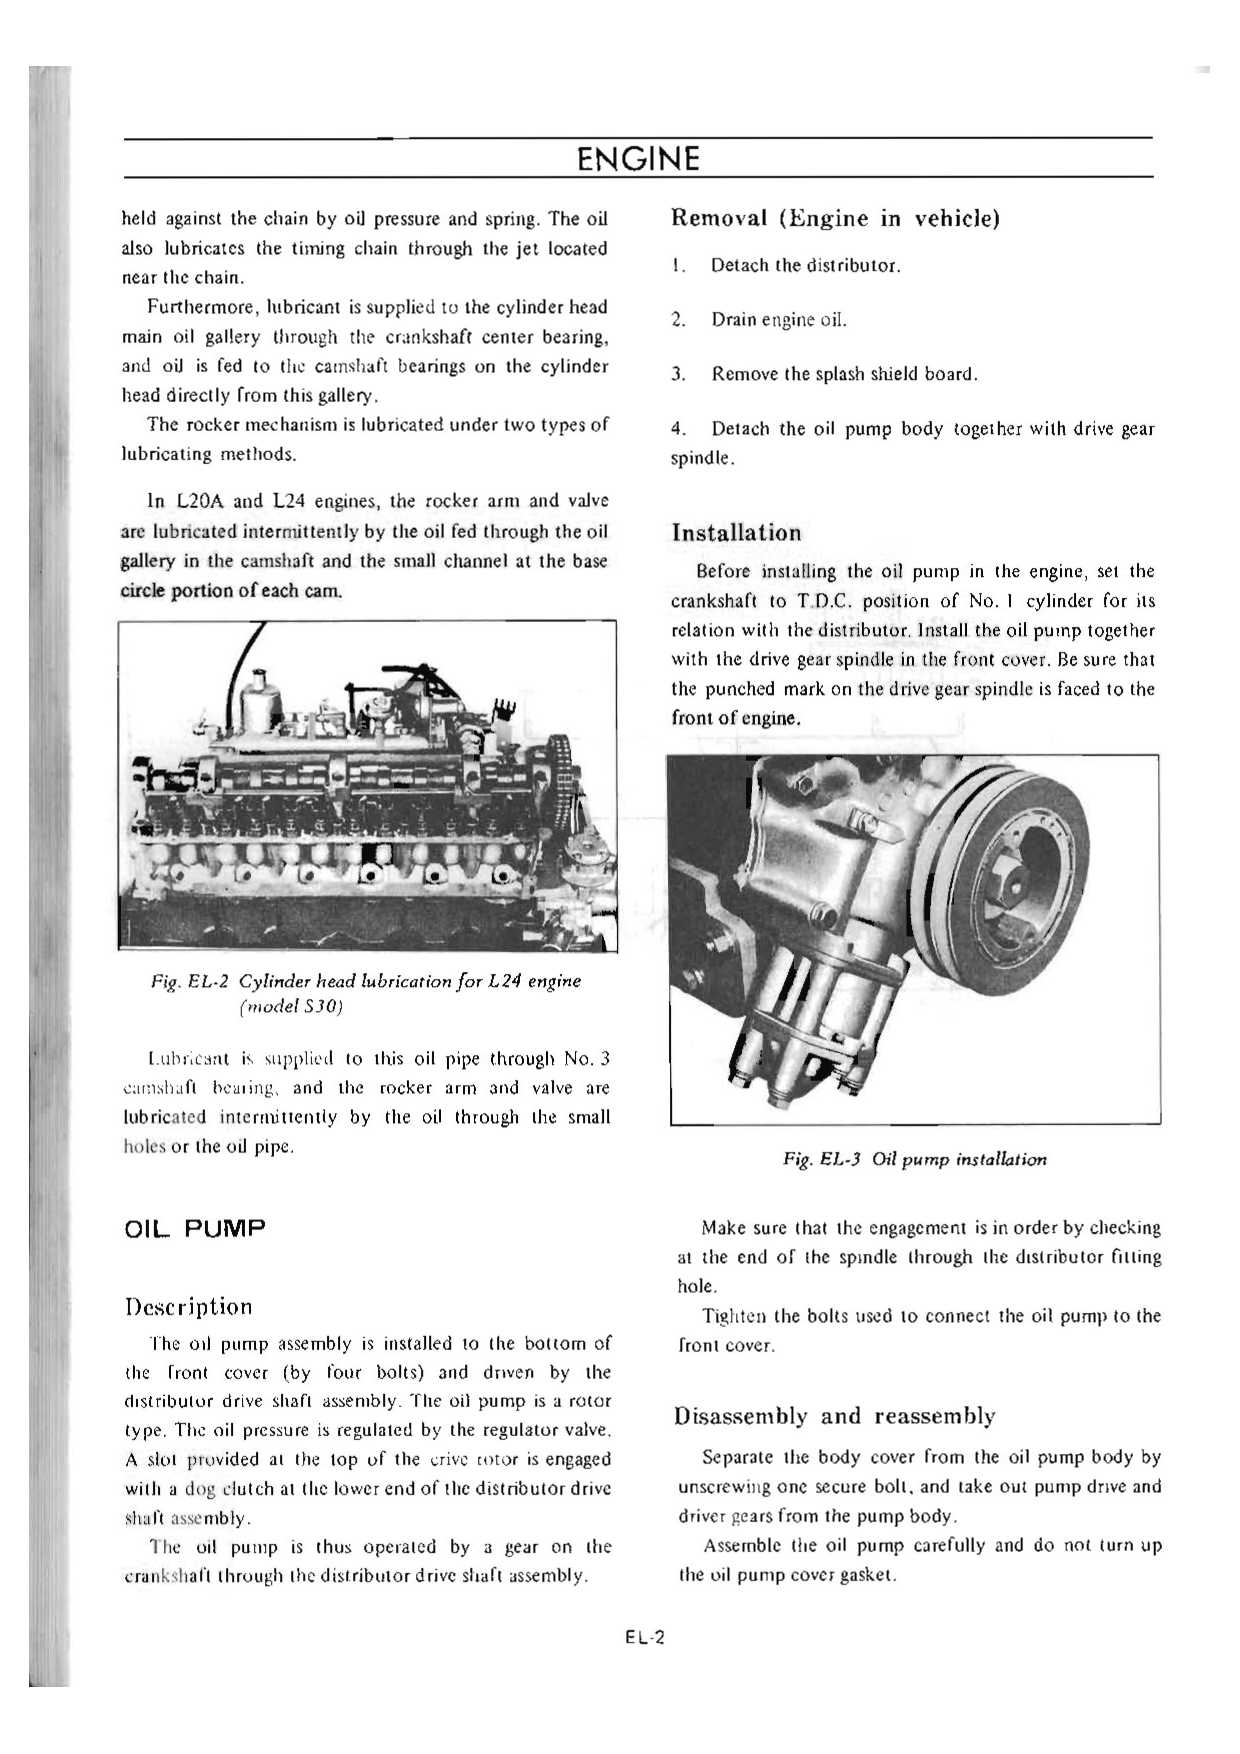 ENGINE
held against the chain by oil pressure and spring. The oil
also lubricates the timing chain through the jet located
near the chain.
Furthermore, lubricant is supplied to the cylinder head
main oil gallery through the crankshaft center bearing,
and oil is fed to the camshaft bearings on the cylinder
head directly from this gallery.
The rocker mechanism is lubricated under two types of
lubricating methods.
In L20A and L24 engines, the rocker arm and valve
are lubricated intermittently by the oil fed through the oil
gallery in the camshaft and the small channel at the base
circle portion of each cam.
Fig. EL-2 Cylinder head lubrication for L24 engine
(model S30)
Lubricant is supplied to this oil pipe through No. 3
camshaft bearing, and the rocker arm and valve are
lubricated intermittently by the oil through the small
holes or the oil pipe.
OIL PUMP
Description
The oil pump assembly is installed to the bottom of
the front cover (by four bolts) and driven by the
distributor drive shaft assembly. The oil pump is a rotor
type. The oil pressure is regulated by the regulator valve.
A slot provided at the top of the drive rotor is engaged
with a dog clutch at the lower end of the distributor drive
shaft assembly.
The oil pump is thus operated by a gear on the
crankshaft through the distributor drive shaft assembly.
Removal (Engine in vehicle)
1. Detach the distributor.
2. Drain engine oil.
3. Remove the splash shield board.
4. Detach the oil pump body together with drive gear
spindle.
Installation
Before installing the oil pump in the engine, set the
crankshaft to T.D.C. position of No. 1 cylinder for its
relation with the distributor. Install the oil pump together
with the drive gear spindle in the front cover. Be sure that
the punched mark on the drive gear spindle is faced to the
front of engine.
Fig. EL-3 Oil pump installation
Make sure that the engagement is in order by checking
at the end of the spindle through the distributor fitting
hole.
Tighten the bolts used to connect the oil pump to the
front cover.
Disassembly and reassembly
Separate the body cover from the oil pump body by
unscrewing one secure bolt, and take out pump drive and
driver gears from the pump body.
Assemble the oil pump carefully and do not turn up
the oil pump cover gasket.
EL-2